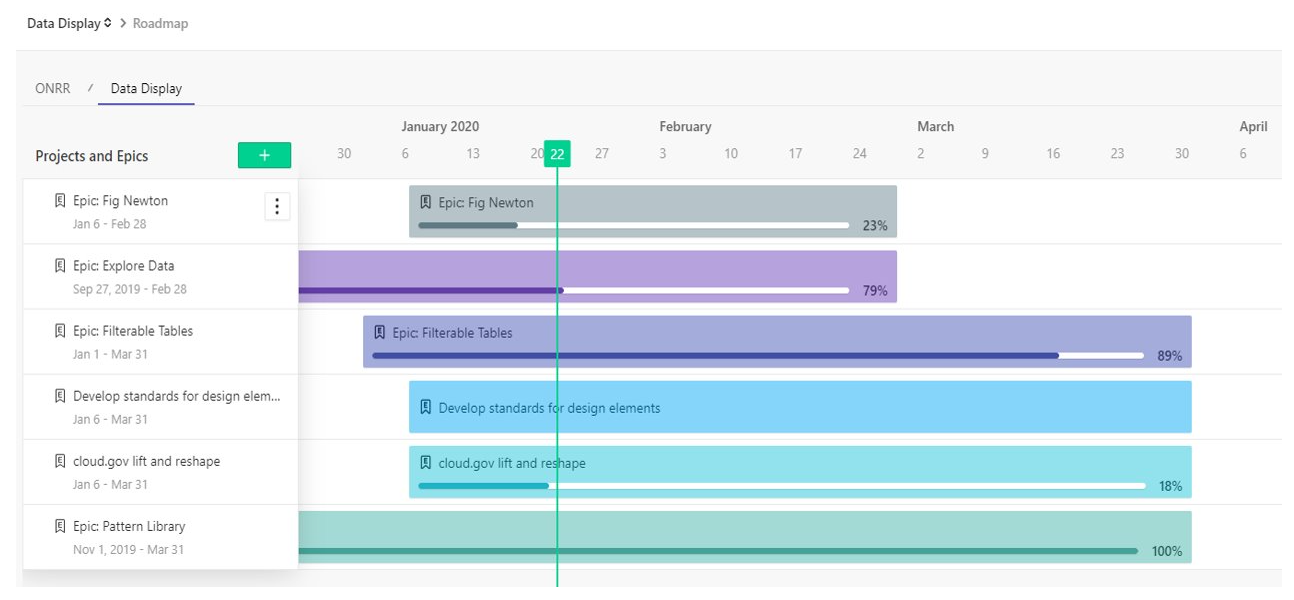 Data Display > Roadmap
ONRR / Data Display
January 2020 February March April
Projects and Epics + 30 6 13 20 22 27 3 10 17 24 2 9 16 23 30 6
Epic: Fig Newton
Jan 6 - Feb 28
Epic: Fig Newton
23%
Epic: Explore Data
Sep 27, 2019 - Feb 28
79%
Epic: Filterable Tables
Jan 1 - Mar 31
Epic: Filterable Tables
89%
Develop standards for design elem...
Jan 6 - Mar 31
Develop standards for design elements
cloud.gov lift and reshape
Jan 6 - Mar 31
cloud.gov lift and reshape
18%
Epic: Pattern Library
Nov 1, 2019 - Mar 31
100%